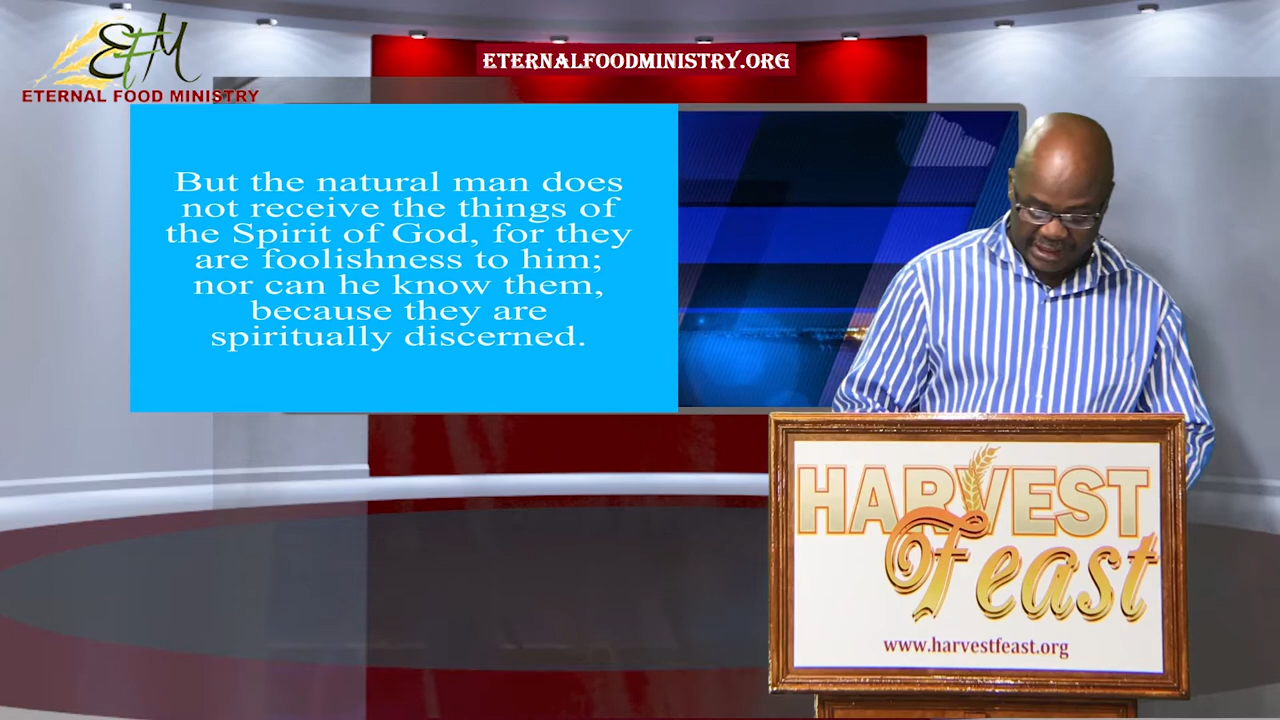 EFM
ETERNAL FOOD MINISTRY
ETERNALFOODMINISTRY.ORG
But the natural man does
not receive the things of
the Spirit of God, for they
are foolishness to him;
nor can he know them,
because they are
spiritually discerned.
HARVEST
Feast
www.harvestfeast.org